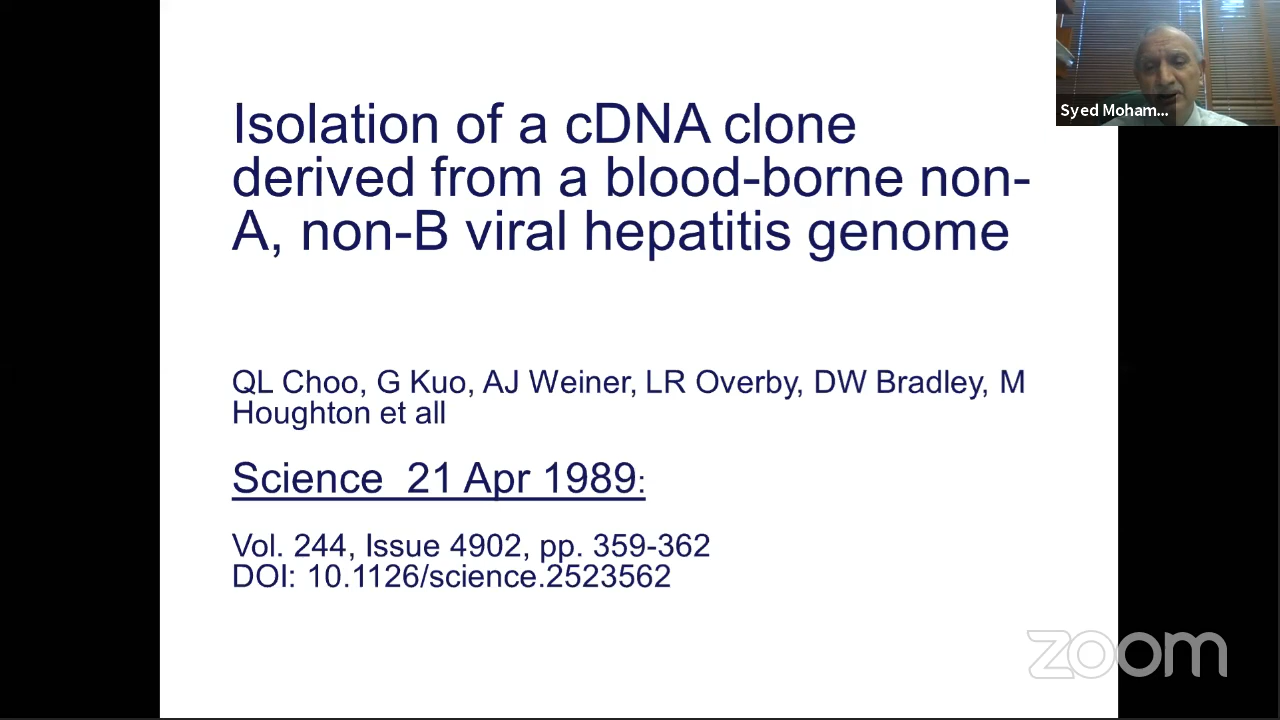 Isolation of a cDNA clone
derived from a blood-borne non-
A, non-B viral hepatitis genome
QL Choo, G Kuo, AJ Weiner, LR Overby, DW Bradley, M
Houghton et all
Science 21 Apr 1989:
Vol. 244, Issue 4902, pp. 359-362
DOI: 10.1126/science.2523562
Syed Moham...
zoom